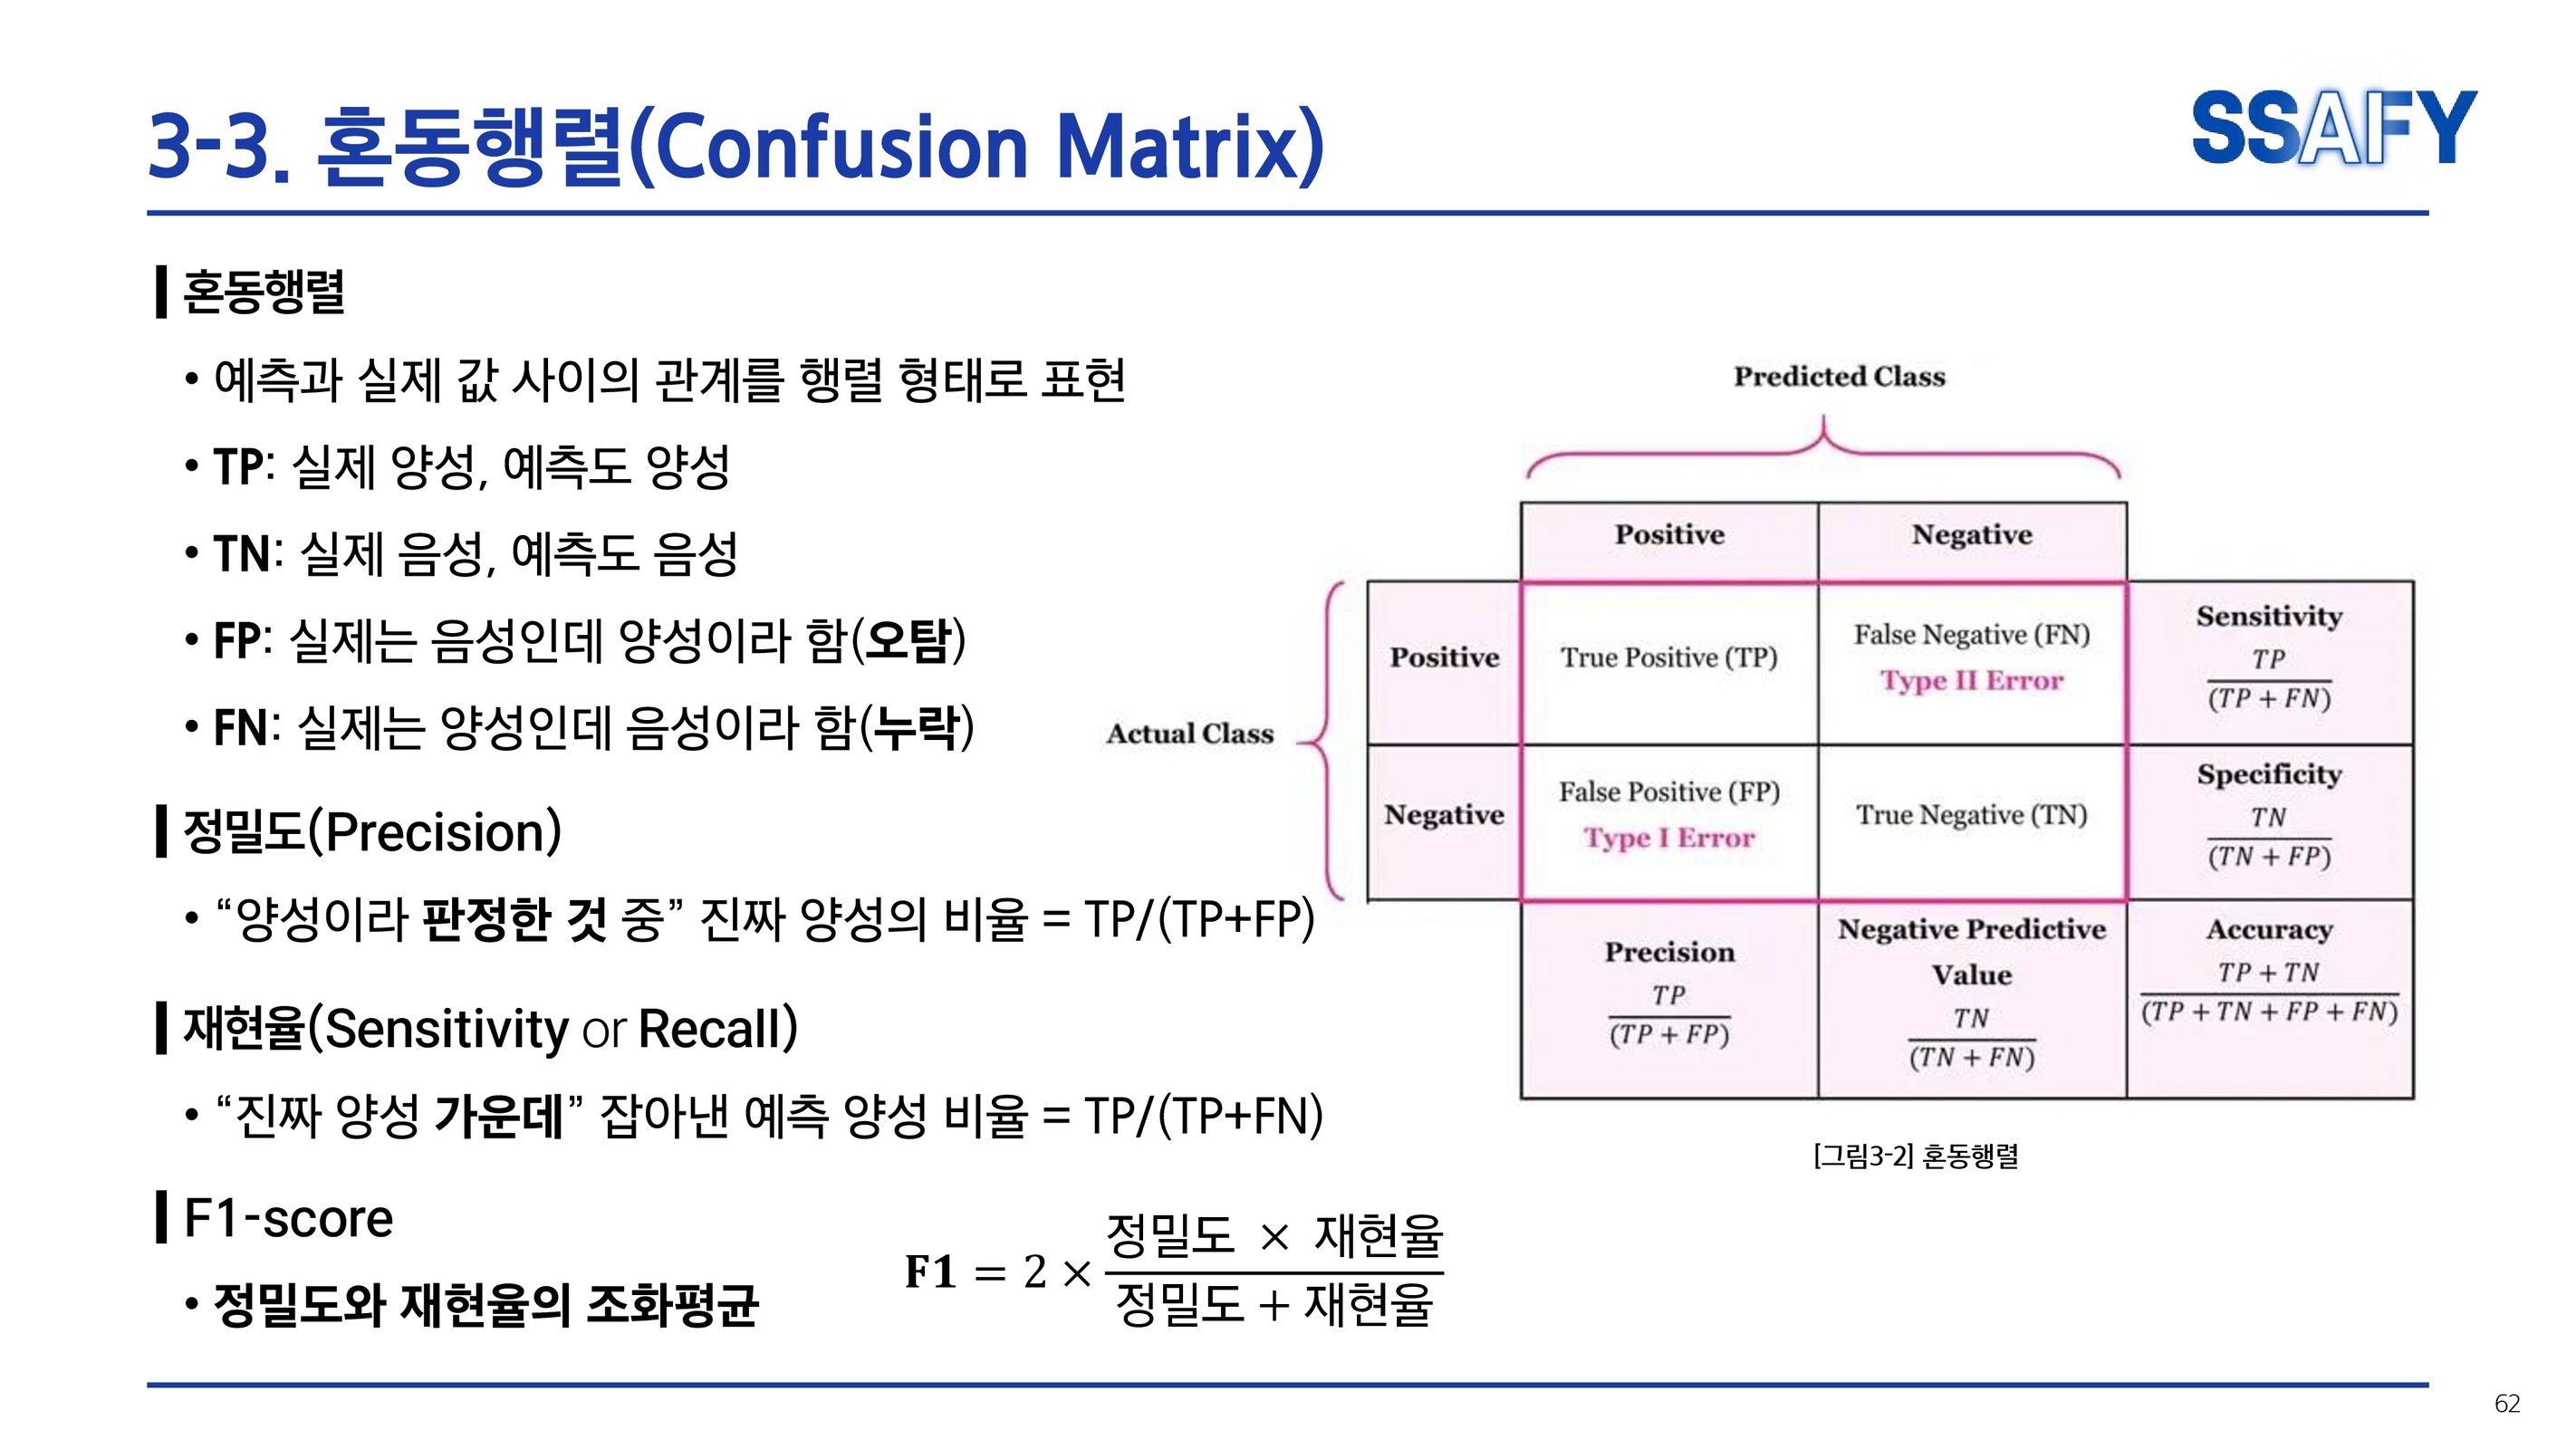 3-3. 혼동행렬(Confusion Matrix)
SSAFY
혼동행렬
• 예측과 실제 값 사이의 관계를 행렬 형태로 표현
• TP: 실제 양성, 예측도 양성
• TN: 실제 음성, 예측도 음성
• FP: 실제는 음성인데 양성이라 함(오탐)
• FN: 실제는 양성인데 음성이라 함(누락)
정밀도(Precision)
• “양성이라 판정한 것 중” 진짜 양성의 비율 = TP/(TP+FP)
재현율(Sensitivity or Recall)
• “진짜 양성 가운데” 잡아낸 예측 양성 비율 = TP/(TP+FN)
F1-score
• 정밀도와 재현율의 조화평균
F1 = 2 × (정밀도 × 재현율) / (정밀도 + 재현율)
Predicted Class
Positive
Negative
Actual Class
Positive
True Positive (TP)
False Negative (FN)
Type II Error
Sensitivity
TP
(TP + FN)
Negative
False Positive (FP)
Type I Error
True Negative (TN)
Specificity
TN
(TN + FP)
Precision
TP
(TP + FP)
Negative Predictive
Value
TN
(TN + FN)
Accuracy
TP + TN
(TP + TN + FP + FN)
[그림3-2] 혼동행렬
62